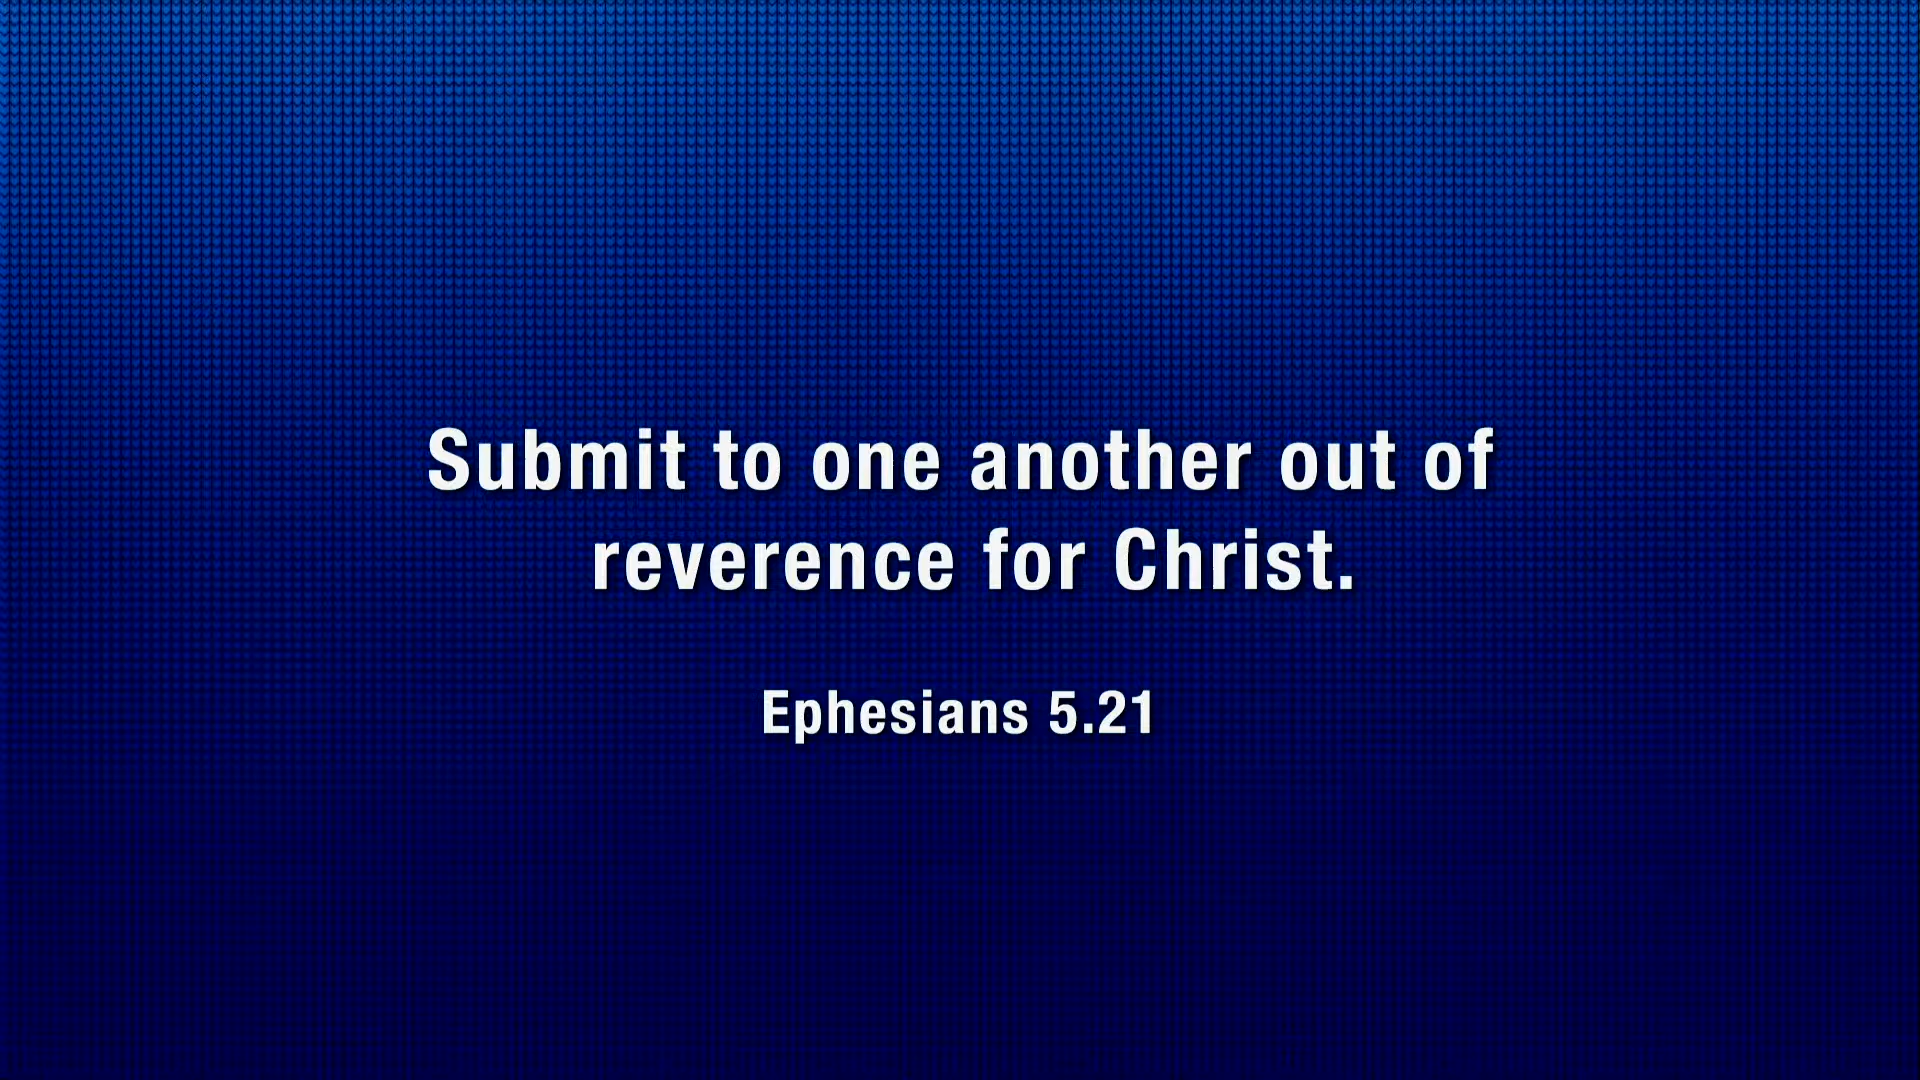 Submit to one another out of
reverence for Christ.
Ephesians 5.21